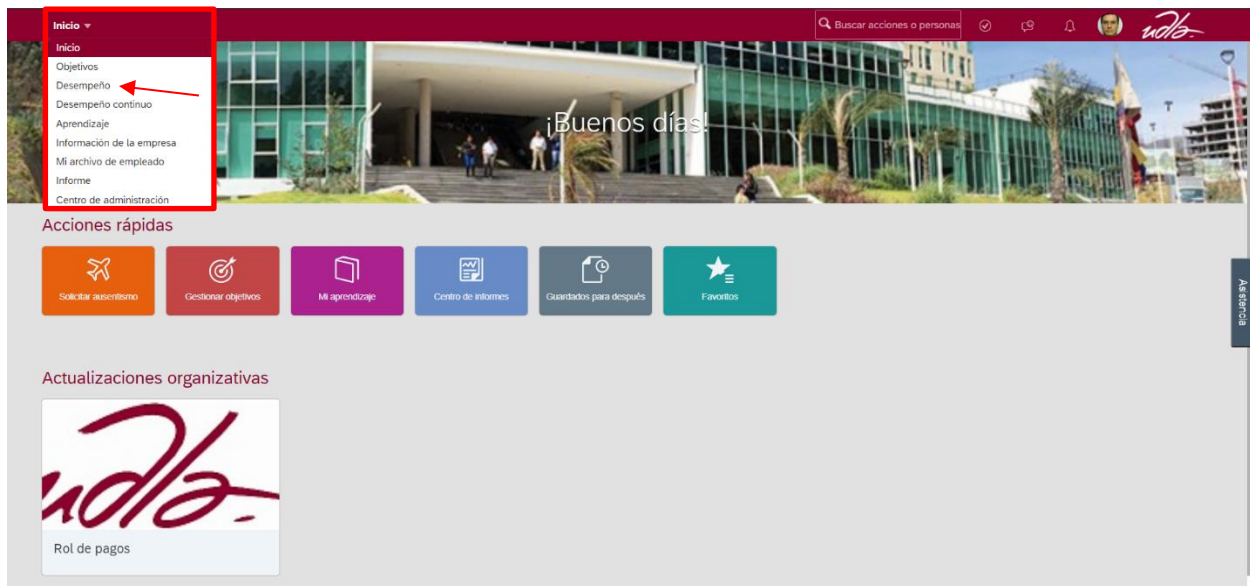 Inicio
Buscar acciones o personas
udla-
Inicio
Objetivos
Desempeño
Desempeño continuo
Aprendizaje
Información de la empresa
Mi archivo de empleado
Informe
Centro de administración
¡Buenos días!
Acciones rápidas
Solicitar ausentismo
Gestionar objetivos
Mi aprendizaje
Centro de informes
Guardados para después
Favoritos
Asistencia
Actualizaciones organizativas
udla-
Rol de pagos